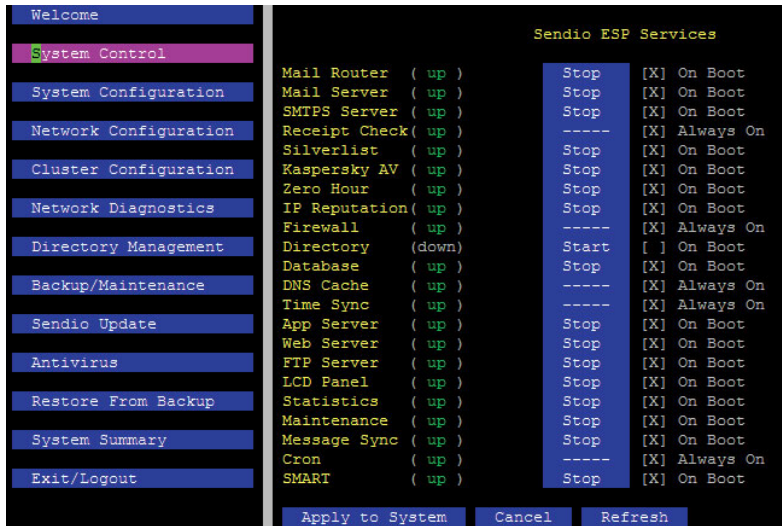 Welcome
System Control
System Configuration
Network Configuration
Cluster Configuration
Network Diagnostics
Directory Management
Backup/Maintenance
Sendio Update
Antivirus
Restore From Backup
System Summary
Exit/Logout
Sendio ESP Services
Mail Router ( up ) Stop [X] On Boot
Mail Server ( up ) Stop [X] On Boot
SMTPS Server ( up ) Stop [X] On Boot
Receipt Check( up ) ----- [X] Always On
Silverlist ( up ) Stop [X] On Boot
Kaspersky AV ( up ) Stop [X] On Boot
Zero Hour ( up ) Stop [X] On Boot
IP Reputation( up ) Stop [X] On Boot
Firewall ( up ) ----- [X] Always On
Directory (down) Start [ ] On Boot
Database ( up ) Stop [X] On Boot
DNS Cache ( up ) ----- [X] Always On
Time Sync ( up ) ----- [X] Always On
App Server ( up ) Stop [X] On Boot
Web Server ( up ) Stop [X] On Boot
FTP Server ( up ) Stop [X] On Boot
LCD Panel ( up ) Stop [X] On Boot
Statistics ( up ) Stop [X] On Boot
Maintenance ( up ) Stop [X] On Boot
Message Sync ( up ) Stop [X] On Boot
Cron ( up ) ----- [X] Always On
SMART ( up ) Stop [X] On Boot
Apply to System Cancel Refresh